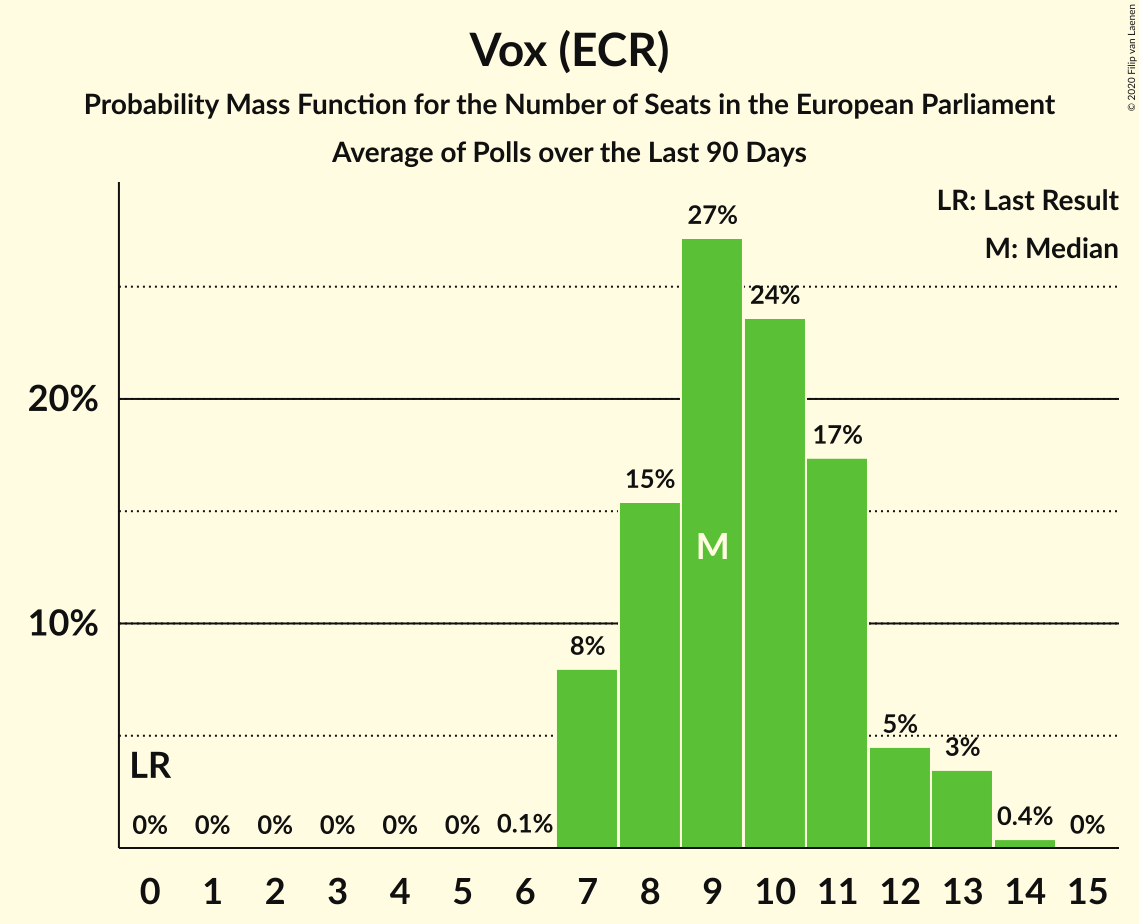 Vox (ECR)
Probability Mass Function for the Number of Seats in the European Parliament
Average of Polls over the Last 90 Days
© 2020 Filip van Laenen
LR: Last Result
M: Median
27%
24%
20%
17%
15%
M
10%
8%
5%
3%
LR
0% 0% 0% 0% 0% 0% 0.1% 0.4% 0%
0 1 2 3 4 5 6 7 8 9 10 11 12 13 14 15